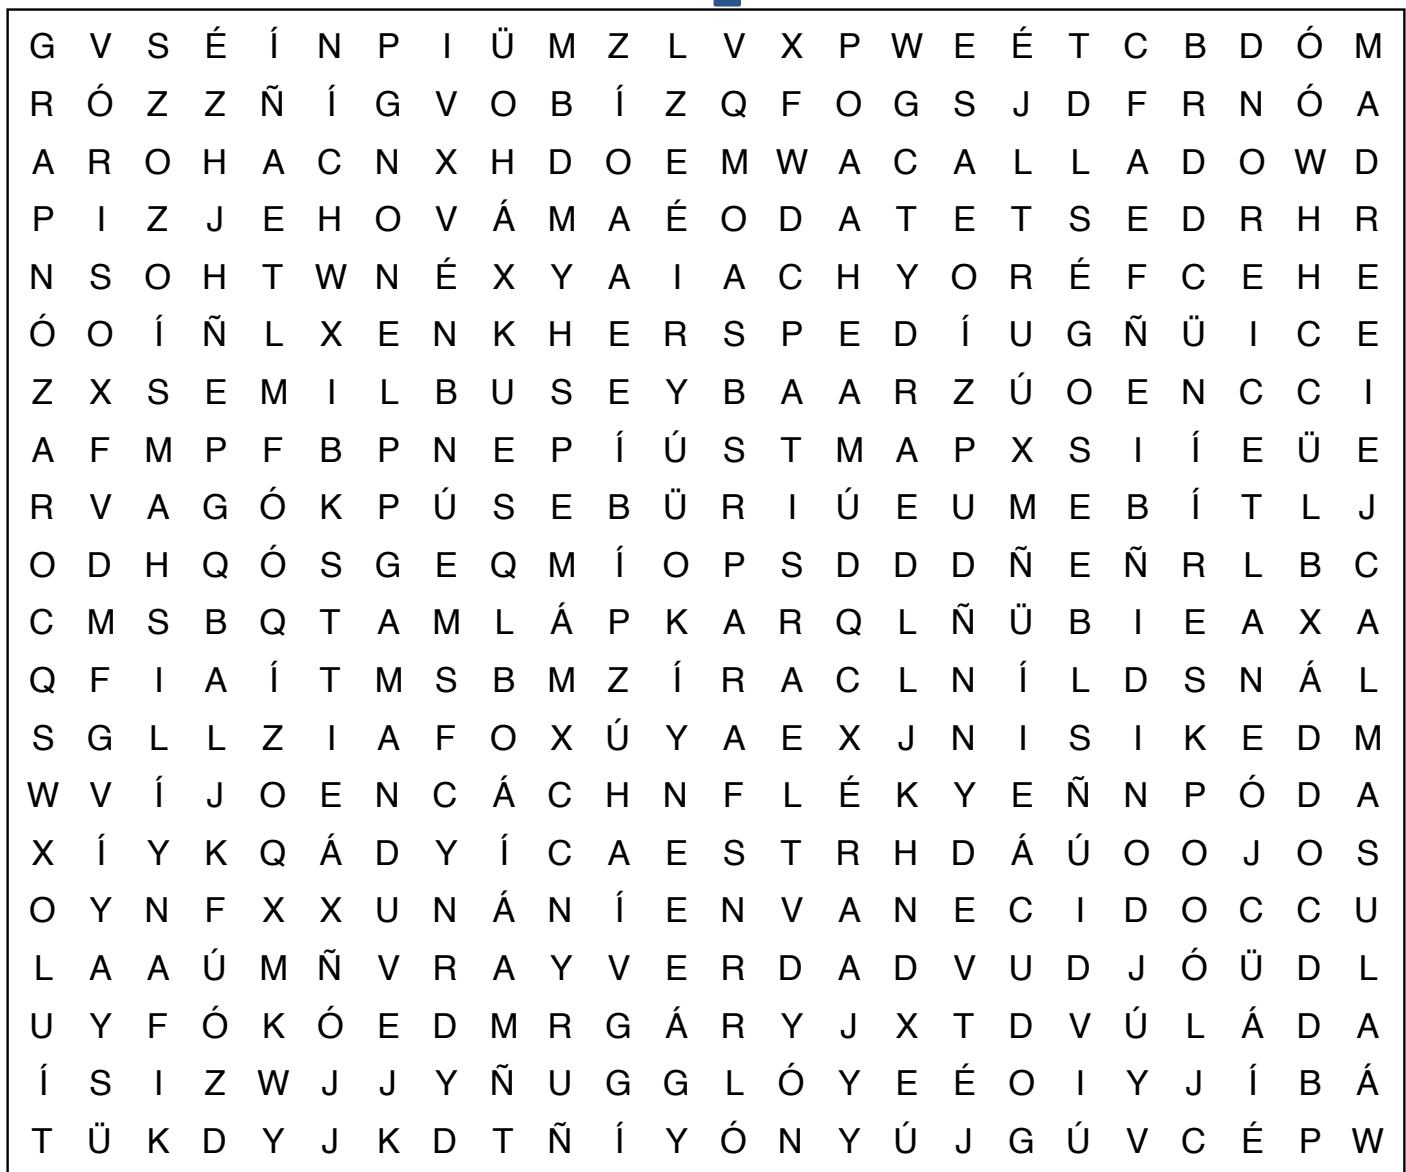 G V S É Í N P I Ü M Z L V X P W E É T C B D Ó M
R Ó Z Z Ñ Í G V O B Í Z Q F O G S J D F R N Ó A
A R O H A C N X H D O E M W A C A L L A D O W D
P I Z J E H O V Á M A É O D A T E T S E D R H R
N S O H T W N É X Y A I A C H Y O R É F C E H E
Ó O Í Ñ L X E N K H E R S P E D Í U G Ñ Ü I C E
Z X S E M I L B U S E Y B A A R Z Ú O E N C C I
A F M P F B P N E P Í Ú S T M A P X S I Í E Ü E
R V A G Ó K P Ú S E B Ü R I Ú E U M E B Í T L J
O D H Q Ó S G E Q M Í O P S D D D Ñ E Ñ R L B C
C M S B Q T A M L Á P K A R Q L Ñ Ü B I E A X A
Q F I A Í T M S B M Z Í R A C L N Í L D S N Á L
S G L L Z I A F O X Ú Y A E X J N I S I K E D M
W V Í J O E N C Á C H N F L É K Y E Ñ N P Ó D A
X Í Y K Q Á D Y Í C A E S T R H D Á Ú O O J O S
O Y N F X X U N Á N Í E N V A N E C I D O C C U
L A A Ú M Ñ V R A Y V E R D A D V U D J Ó Ü D L
U Y F Ó K Ó E D M R G Á R Y J X T D V Ú L Á D A
Í S I Z W J J Y Ñ U G G L Ó Y E É O I Y J Í B Á
T Ü K D Y J K D T Ñ Í Y Ó N Y Ú J G Ú V C É P W